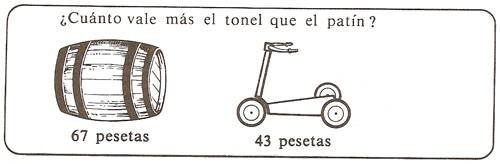 ¿Cuánto vale más el tonel que el patín?
67 pesetas
43 pesetas